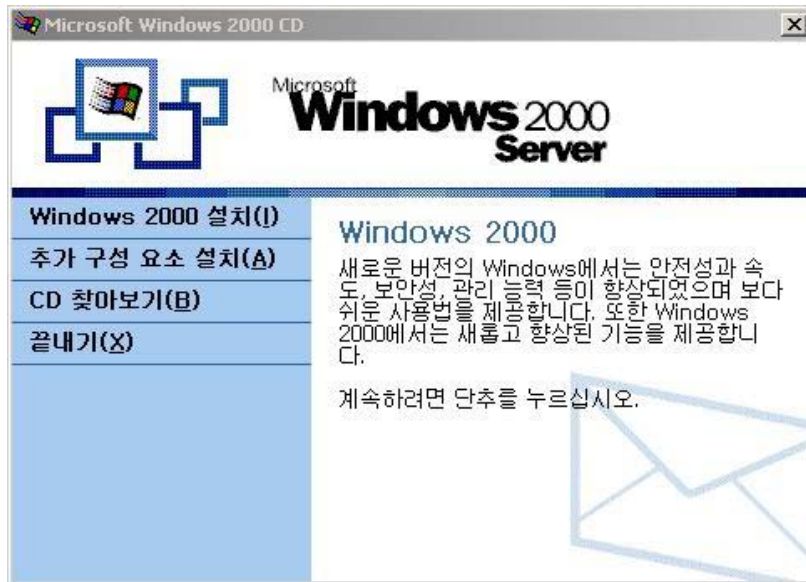 Microsoft Windows 2000 CD
Microsoft
Windows 2000
Server
Windows 2000 설치(I)
추가 구성 요소 설치(A)
CD 찾아보기(B)
끝내기(X)
Windows 2000
새로운 버전의 Windows에서는 안전성과 속
도, 보안성, 관리 능력 등이 향상되었으며 보다
쉬운 사용법을 제공합니다. 또한 Windows
2000에서는 새롭고 향상된 기능을 제공합니
다.
계속하려면 단추를 누르십시오.